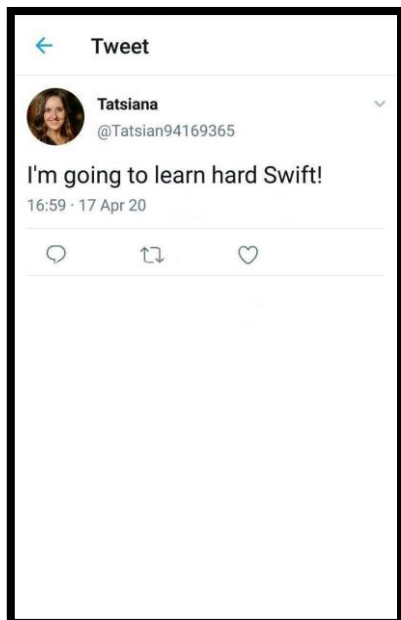 Tweet
Tatsiana
@Tatsian94169365
I'm going to learn hard Swift!
16:59 · 17 Apr 20